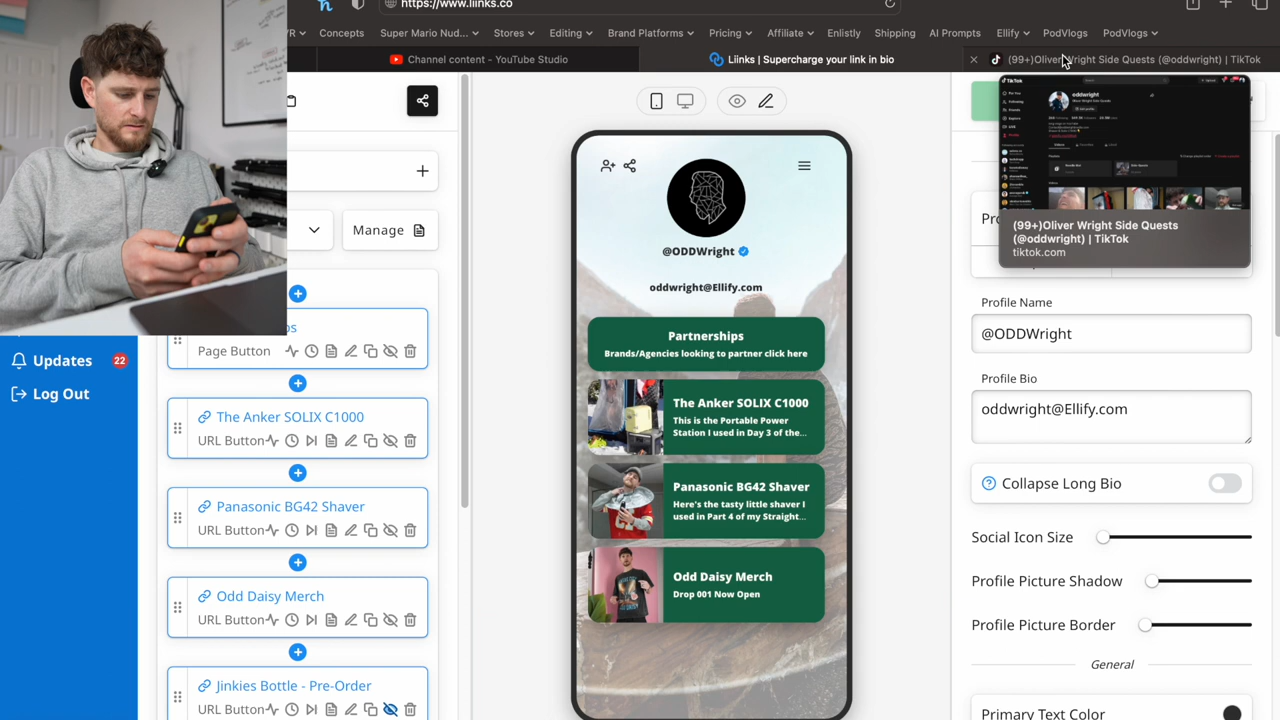 https://www.liinks.co
Concepts
Super Mario Nud...
Stores
Editing
Brand Platforms
Pricing
Affiliate
Enlistly
Shipping
AI Prompts
Ellify
PodVlogs
PodVlogs
Channel content - YouTube Studio
Liinks | Supercharge your link in bio
(99+)Oliver Wright Side Quests (@oddwright) | TikTok
TikTok
oddwright
(99+)Oliver Wright Side Quests
(@oddwright) | TikTok
tiktok.com
Manage
Page Button
The Anker SOLIX C1000
URL Button
Panasonic BG42 Shaver
URL Button
Odd Daisy Merch
URL Button
Jinkies Bottle - Pre-Order
URL Button
Updates
22
Log Out
@ODDWright
oddwright@Ellify.com
Partnerships
Brands/Agencies looking to partner click here
The Anker SOLIX C1000
This is the Portable Power
Station I used in Day 3 of the...
Panasonic BG42 Shaver
Here's the tasty little shaver I
used in Part 4 of my Straight...
Odd Daisy Merch
Drop 001 Now Open
Profile Name
@ODDWright
Profile Bio
oddwright@Ellify.com
Collapse Long Bio
Social Icon Size
Profile Picture Shadow
Profile Picture Border
General
Primary Text Color